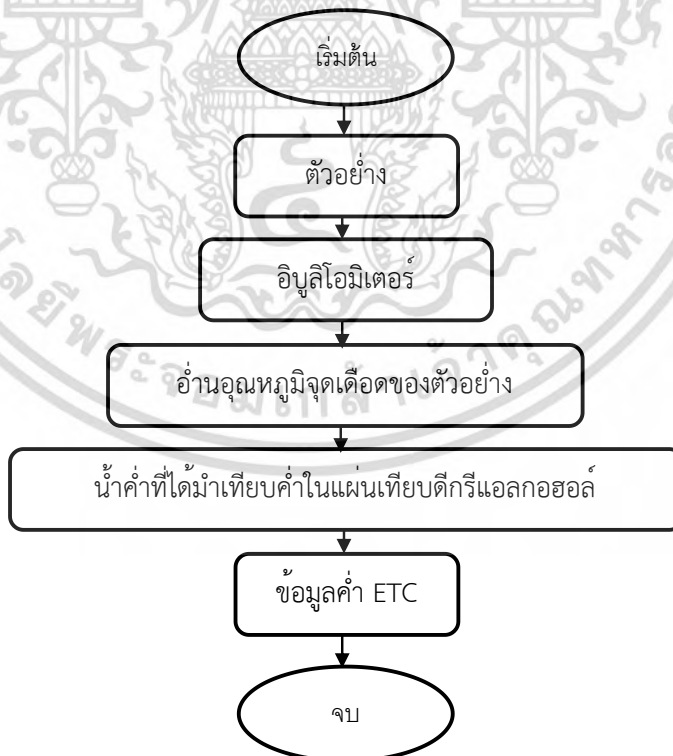 เริ่มต้น
ตัวอย่ำง
อิบูลิโอมิเตอร์
อ่ำนอุณหภูมิจุดเดือดของตัวอย่ำง
น้ำค่ำที่ได้มำเทียบค่ำในแผ่นเทียบดีกรีแอลกอฮอล์
ข้อมูลค่ำ ETC
จบ